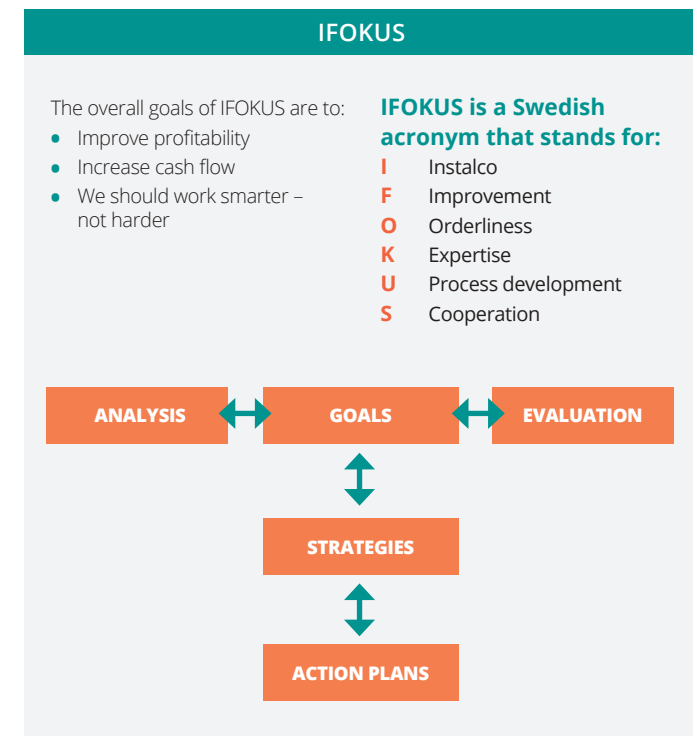 IFOKUS
The overall goals of IFOKUS are to:
• Improve profitability
• Increase cash flow
• We should work smarter –
not harder
IFOKUS is a Swedish
acronym that stands for:
I Instalco
F Improvement
O Orderliness
K Expertise
U Process development
S Cooperation
ANALYSIS
GOALS
EVALUATION
STRATEGIES
ACTION PLANS